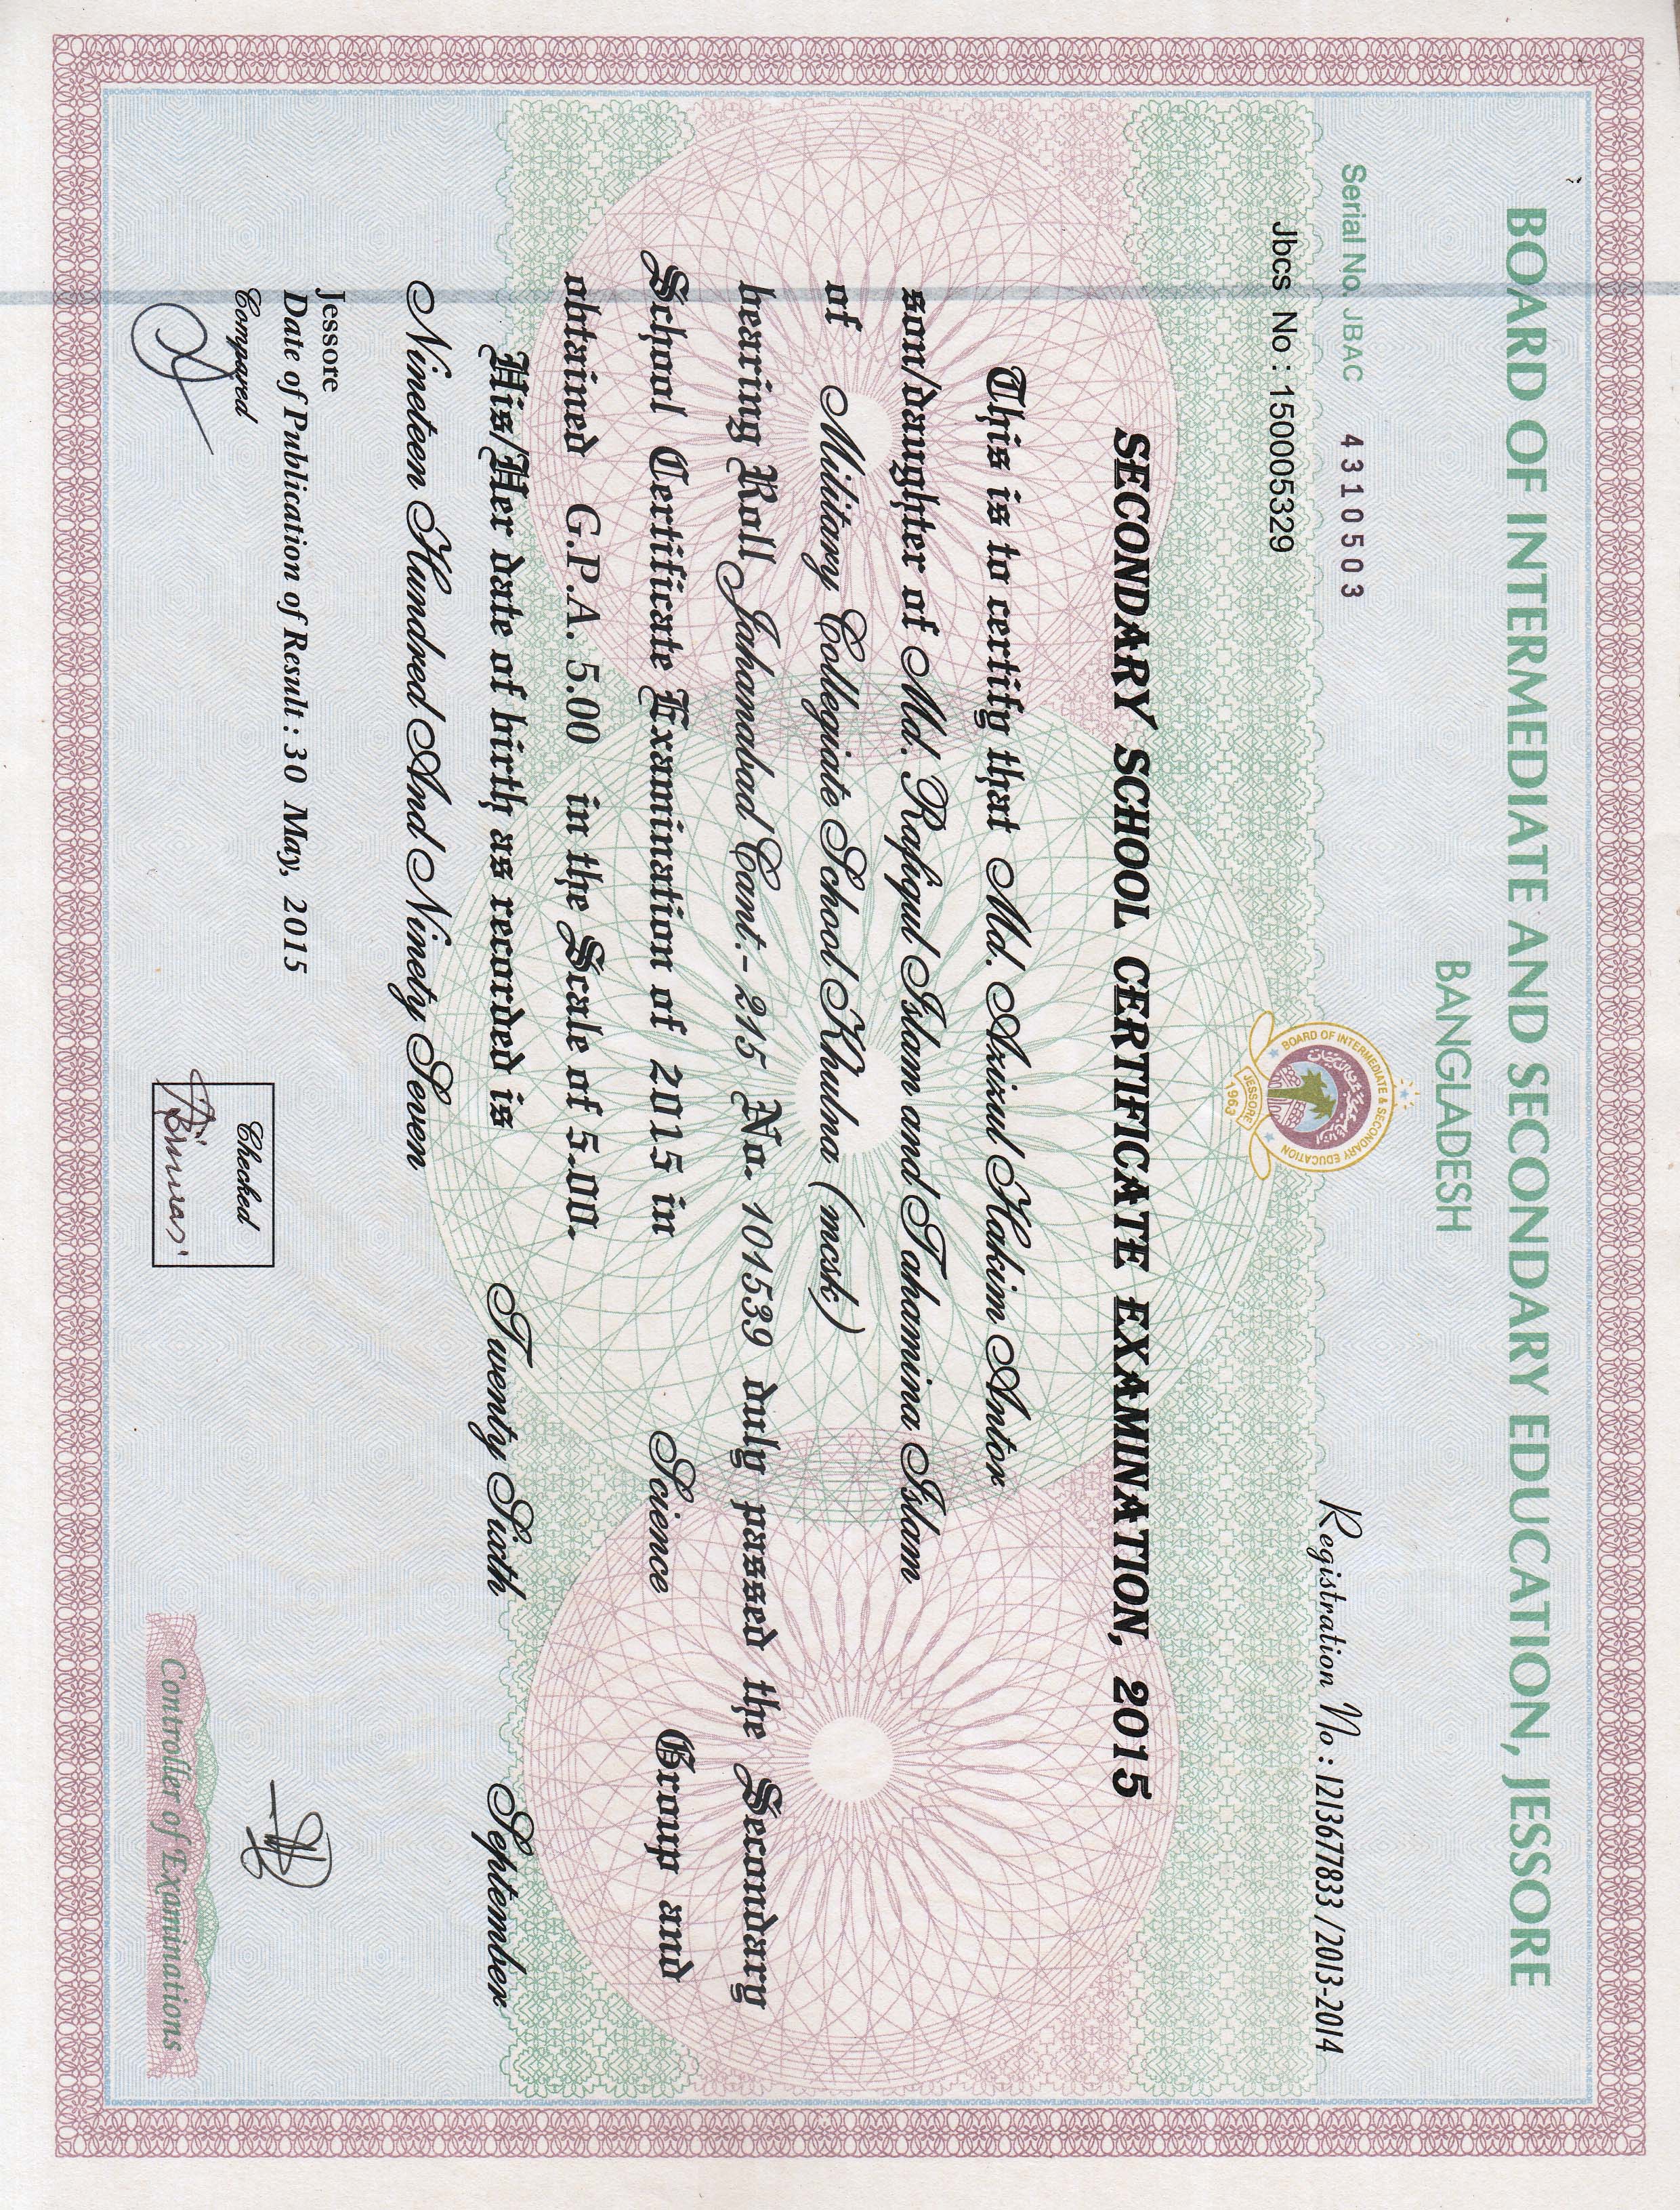 BOARD OF INTERMEDIATE AND SECONDARY EDUCATION, JESSORE
BANGLADESH
BOARD OF INTERMEDIATE & SECONDARY EDUCATION
JESSORE
1963
Serial No. JBAC 4310503
Registration No : 1213677833 / 2013-2014
Jbcs No : 150005329
SECONDARY SCHOOL CERTIFICATE EXAMINATION, 2015
This is to certify that Md. Azizul Hakim Antor
son/daughter of Md. Rafiqul Islam and Tahamina Islam
of Military Collegiate School Khulna (mcsk)
bearing Roll Jahanabad Cant.- 215 No. 101539 duly passed the Secondary
School Certificate Examination of 2015 in Science Group and
obtained G.P.A. 5.00 in the Scale of 5.00.
His/Her date of birth as recorded is Twenty Sixth September
Nineteen Hundred And Ninety Seven
Jessore
Date of Publication of Result : 30 May, 2015
Compared
Checked
Controller of Examinations